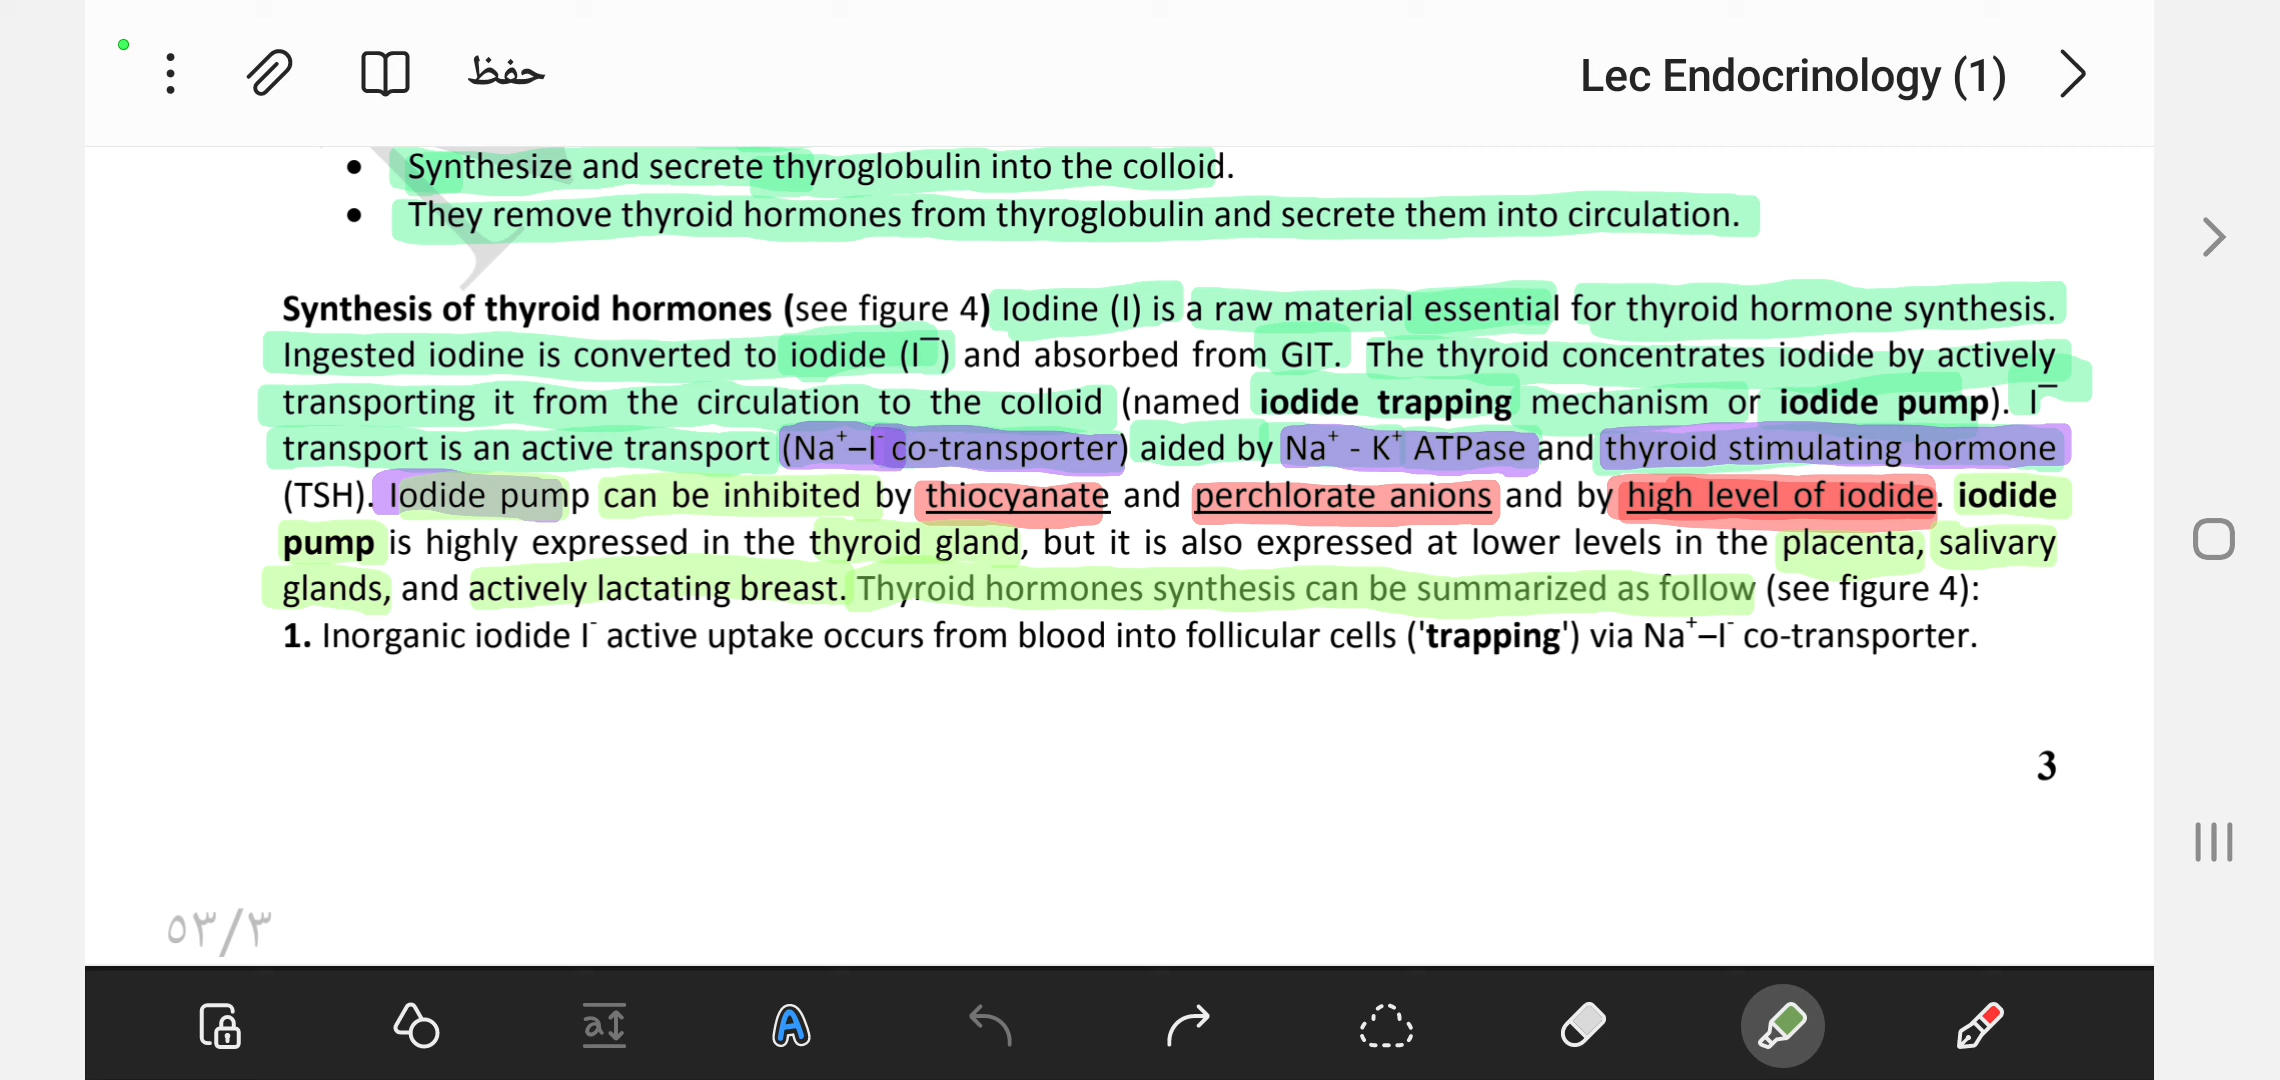 حفظ
Lec Endocrinology (1)
• Synthesize and secrete thyroglobulin into the colloid.
• They remove thyroid hormones from thyroglobulin and secrete them into circulation.
Synthesis of thyroid hormones (see figure 4) Iodine (I) is a raw material essential for thyroid hormone synthesis.
Ingested iodine is converted to iodide (I⁻) and absorbed from GIT. The thyroid concentrates iodide by actively
transporting it from the circulation to the colloid (named iodide trapping mechanism or iodide pump). I⁻
transport is an active transport (Na⁺–I⁻ co-transporter) aided by Na⁺ - K⁺ ATPase and thyroid stimulating hormone
(TSH). Iodide pump can be inhibited by thiocyanate and perchlorate anions and by high level of iodide. iodide
pump is highly expressed in the thyroid gland, but it is also expressed at lower levels in the placenta, salivary
glands, and actively lactating breast. Thyroid hormones synthesis can be summarized as follow (see figure 4):
1. Inorganic iodide I⁻ active uptake occurs from blood into follicular cells ('trapping') via Na⁺–I⁻ co-transporter.
3
٥٣/٣